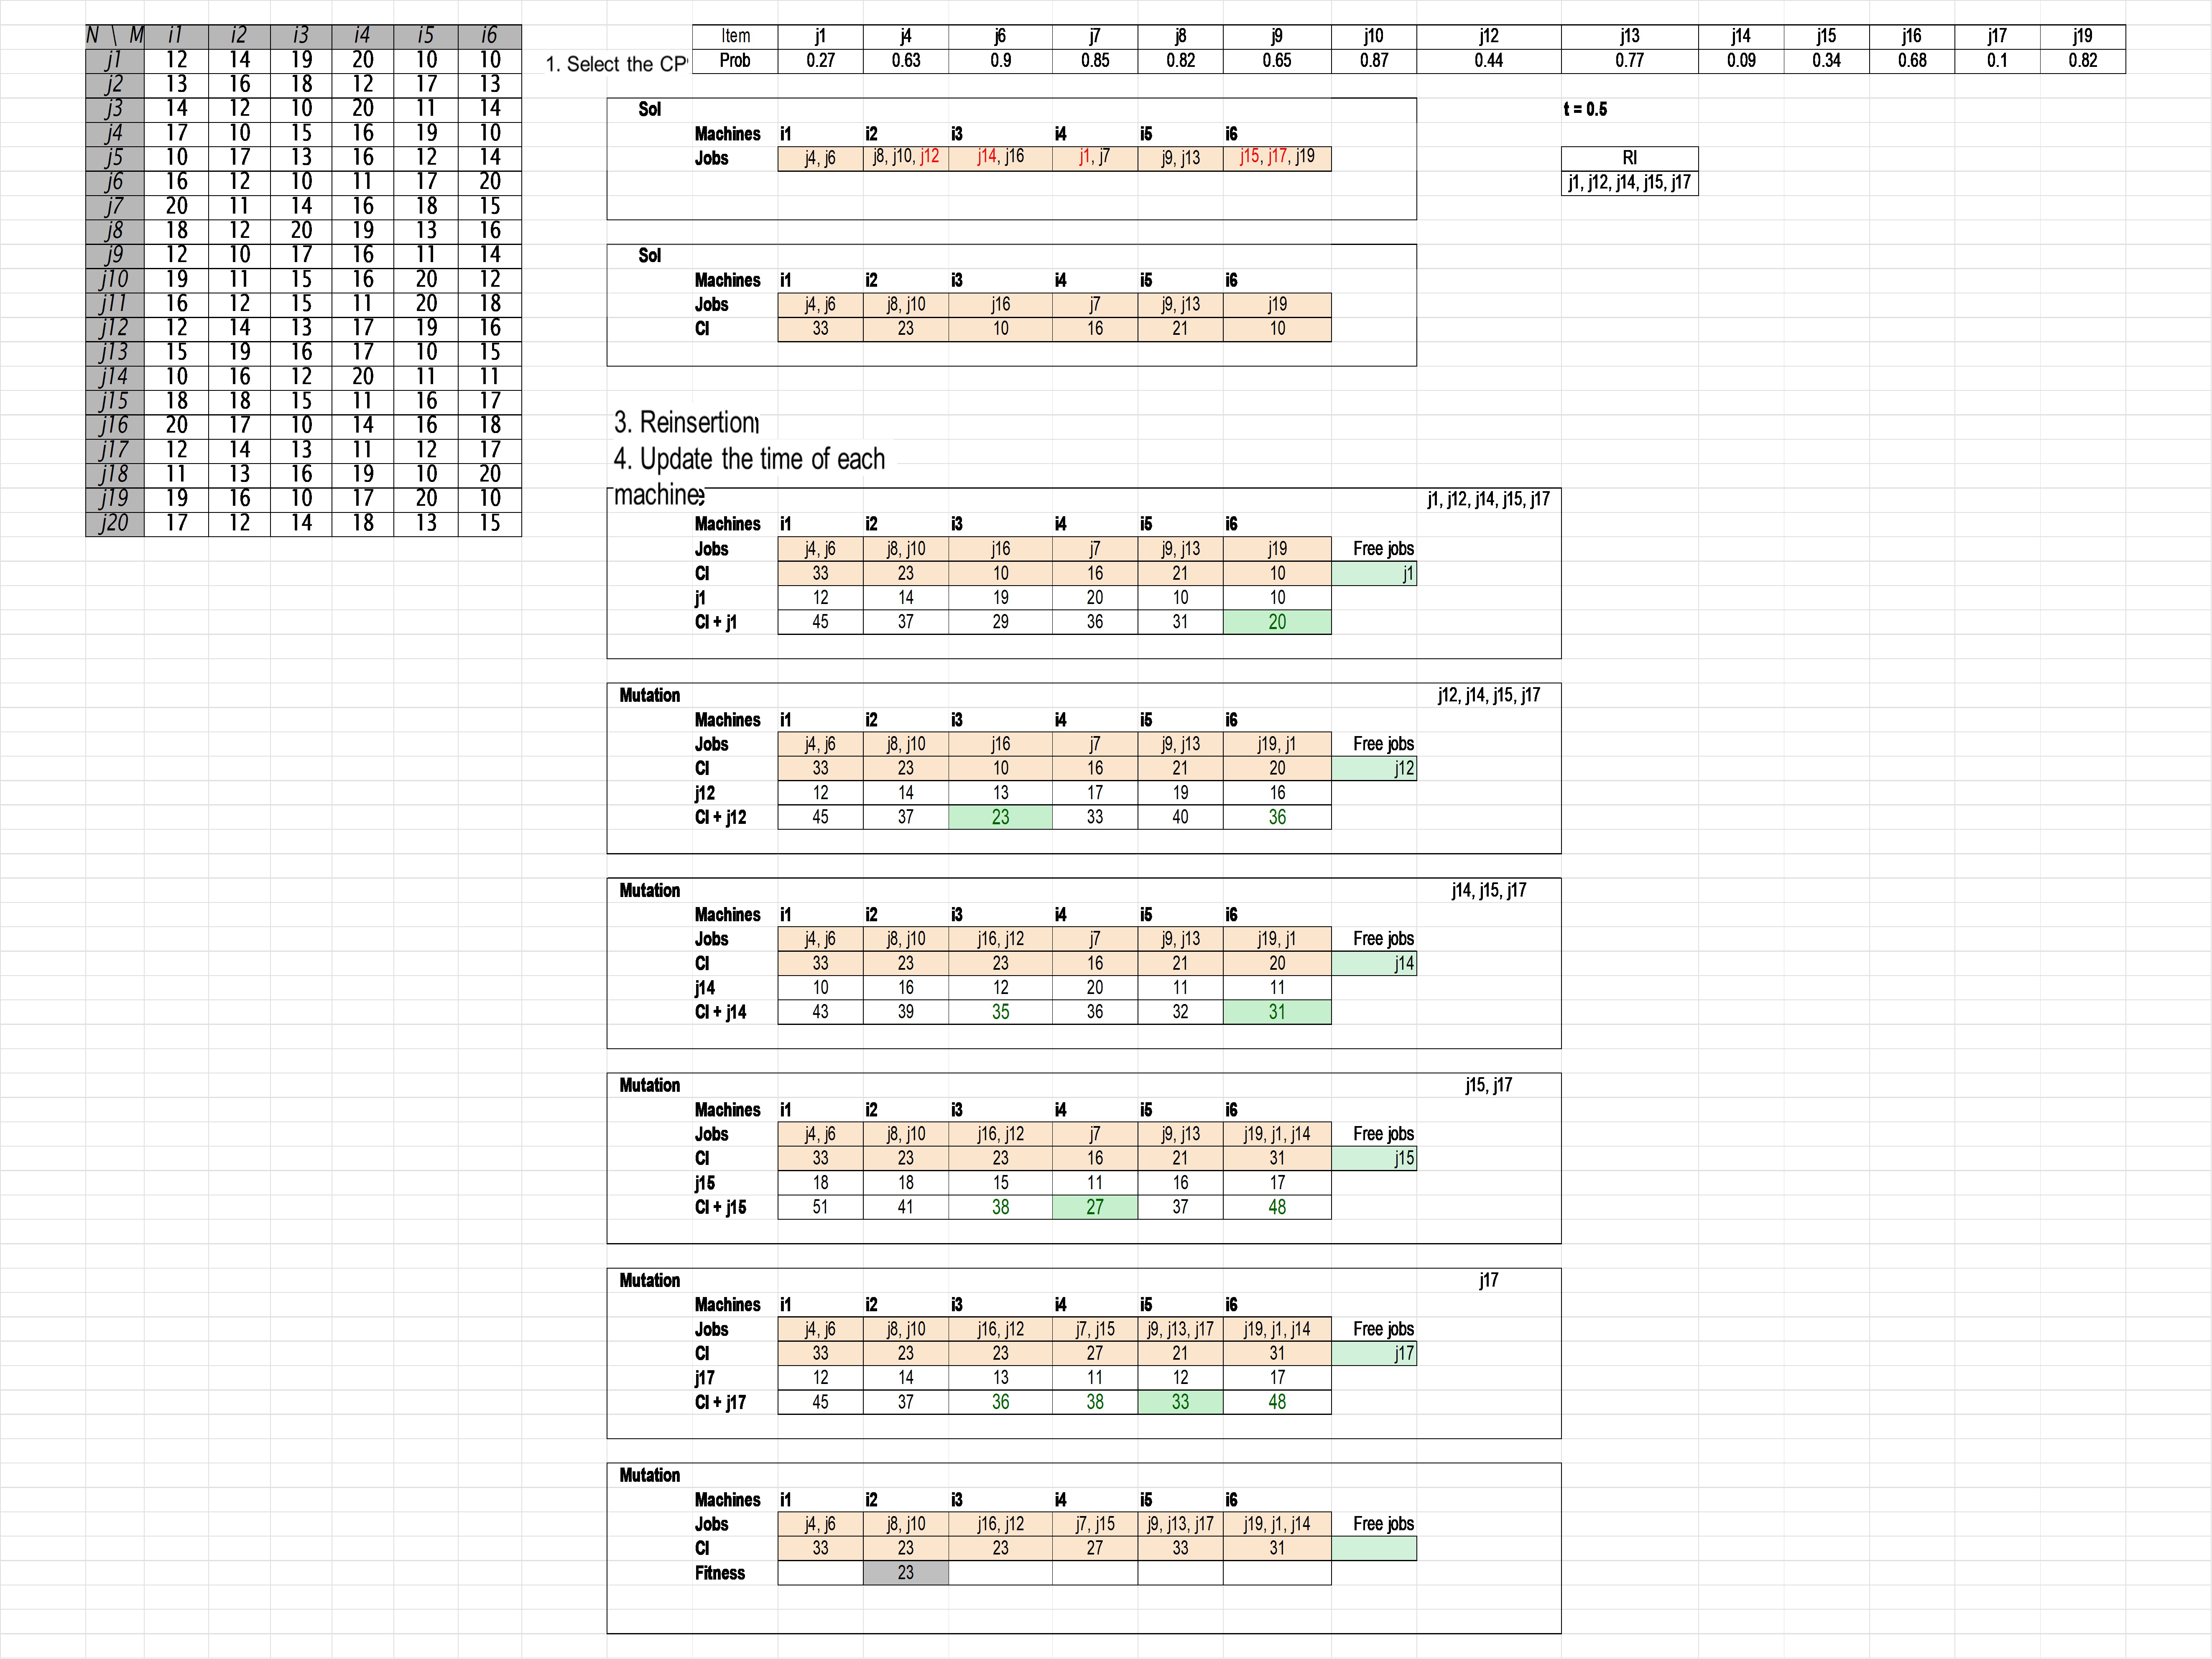 N \ M i1 i2 i3 i4 i5 i6
j1 12 14 19 20 10 10
j2 13 16 18 12 17 13
j3 14 12 10 20 11 14
j4 17 10 15 16 19 10
j5 10 17 13 16 12 14
j6 16 12 10 11 17 20
j7 20 11 14 16 18 15
j8 18 12 20 19 13 16
j9 12 10 17 16 11 14
j10 19 11 15 16 20 12
j11 16 12 15 11 20 18
j12 12 14 13 17 19 16
j13 15 19 16 17 10 15
j14 10 16 12 20 11 11
j15 18 18 15 11 16 17
j16 20 17 10 14 16 18
j17 12 14 13 11 12 17
j18 11 13 16 19 10 20
j19 19 16 10 17 20 10
j20 17 12 14 18 13 15
1. Select the CP
Item j1 j4 j6 j7 j8 j9 j10 j12 j13 j14 j15 j16 j17 j19
Prob 0.27 0.63 0.9 0.85 0.82 0.65 0.87 0.44 0.77 0.09 0.34 0.68 0.1 0.82
Sol
Machines i1 i2 i3 i4 i5 i6
Jobs j4, j6 j8, j10, j12 j14, j16 j1, j7 j9, j13 j15, j17, j19
t = 0.5
RI
j1, j12, j14, j15, j17
Sol
Machines i1 i2 i3 i4 i5 i6
Jobs j4, j6 j8, j10 j16 j7 j9, j13 j19
CI 33 23 10 16 21 10
3. Reinsertion
4. Update the time of each
machine
j1, j12, j14, j15, j17
Machines i1 i2 i3 i4 i5 i6
Jobs j4, j6 j8, j10 j16 j7 j9, j13 j19 Free jobs
CI 33 23 10 16 21 10 j1
j1 12 14 19 20 10 10
CI + j1 45 37 29 36 31 20
Mutation j12, j14, j15, j17
Machines i1 i2 i3 i4 i5 i6
Jobs j4, j6 j8, j10 j16 j7 j9, j13 j19, j1 Free jobs
CI 33 23 10 16 21 20 j12
j12 12 14 13 17 19 16
CI + j12 45 37 23 33 40 36
Mutation j14, j15, j17
Machines i1 i2 i3 i4 i5 i6
Jobs j4, j6 j8, j10 j16, j12 j7 j9, j13 j19, j1 Free jobs
CI 33 23 23 16 21 20 j14
j14 10 16 12 20 11 11
CI + j14 43 39 35 36 32 31
Mutation j15, j17
Machines i1 i2 i3 i4 i5 i6
Jobs j4, j6 j8, j10 j16, j12 j7 j9, j13 j19, j1, j14 Free jobs
CI 33 23 23 16 21 31 j15
j15 18 18 15 11 16 17
CI + j15 51 41 38 27 37 48
Mutation j17
Machines i1 i2 i3 i4 i5 i6
Jobs j4, j6 j8, j10 j16, j12 j7, j15 j9, j13, j17 j19, j1, j14 Free jobs
CI 33 23 23 27 21 31 j17
j17 12 14 13 11 12 17
CI + j17 45 37 36 38 33 48
Mutation
Machines i1 i2 i3 i4 i5 i6
Jobs j4, j6 j8, j10 j16, j12 j7, j15 j9, j13, j17 j19, j1, j14 Free jobs
CI 33 23 23 27 33 31
Fitness 23